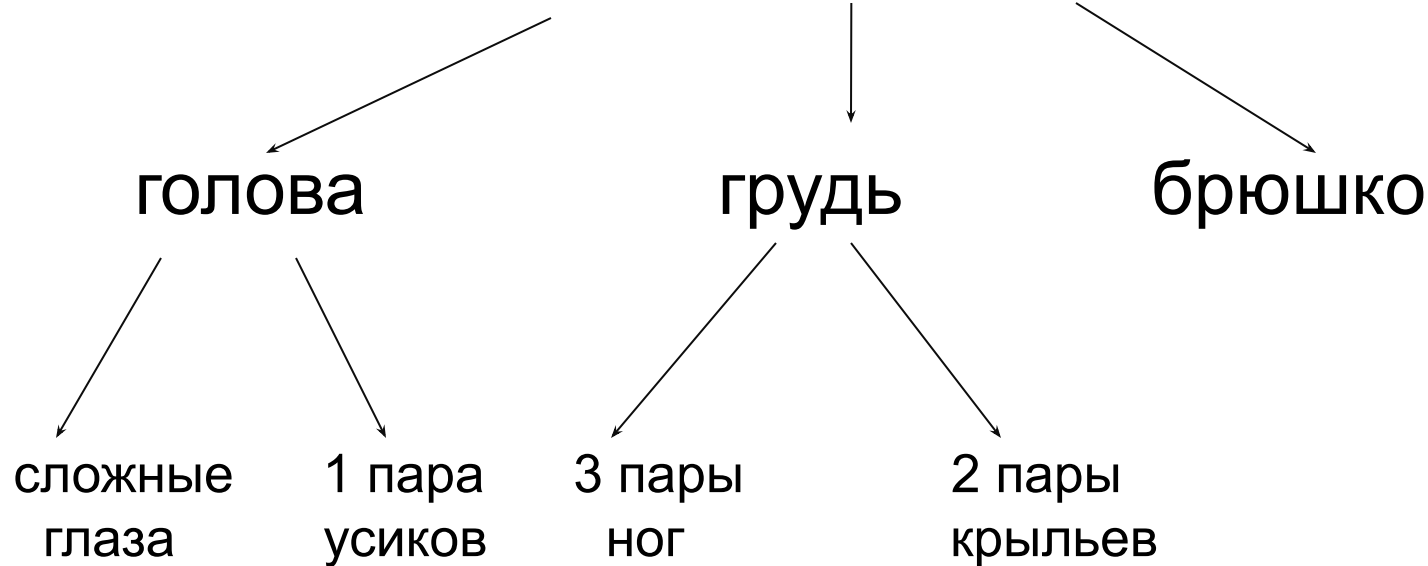 голова грудь брюшко
сложные 1 пара 3 пары 2 пары
глаза усиков ног крыльев